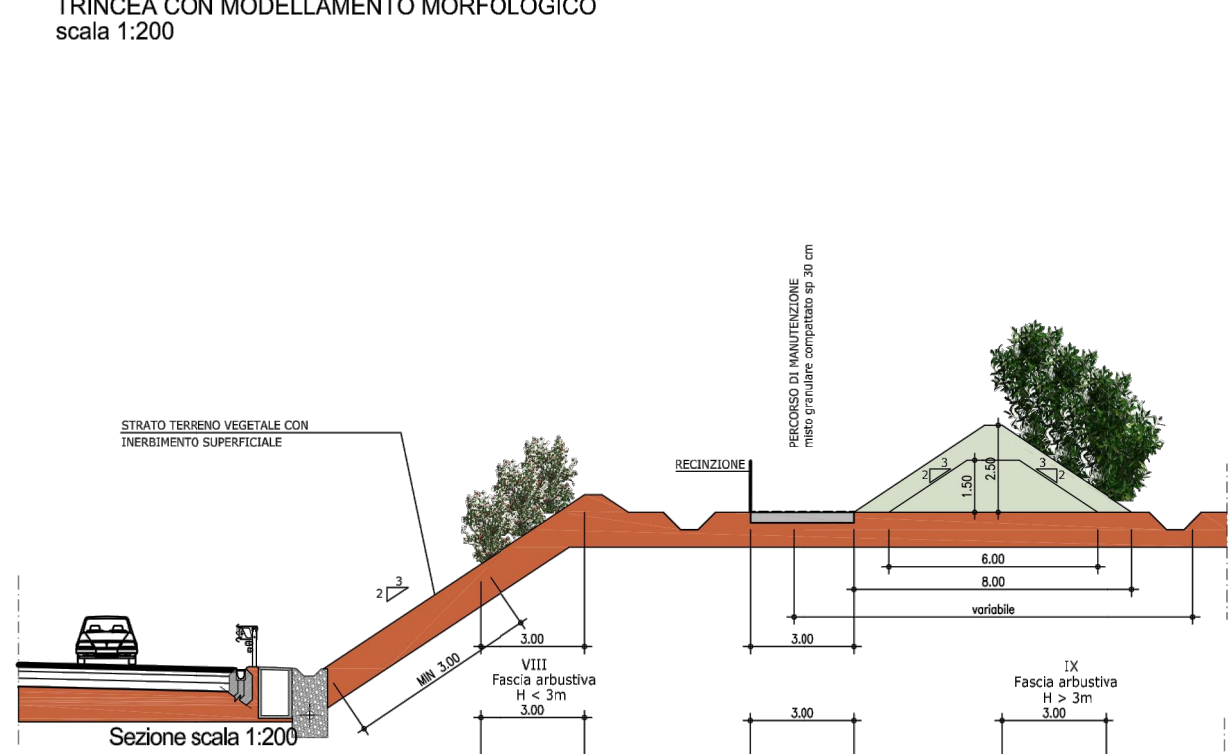 TRINCEA CON MODELLAMENTO MORFOLOGICO
scala 1:200
PERCORSO DI MANUTENZIONE
misto granulare compattato sp 30 cm
STRATO TERRENO VEGETALE CON
INERBIMENTO SUPERFICIALE
RECINZIONE
3
2
3
2
1.50
2.50
3
2
6.00
8.00
variabile
MIN 3.00
3.00
3.00
VIII
Fascia arbustiva
H < 3m
3.00
3.00
IX
Fascia arbustiva
H > 3m
3.00
Sezione scala 1:200